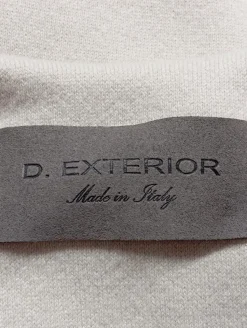 D. EXTERIOR
Made in Italy